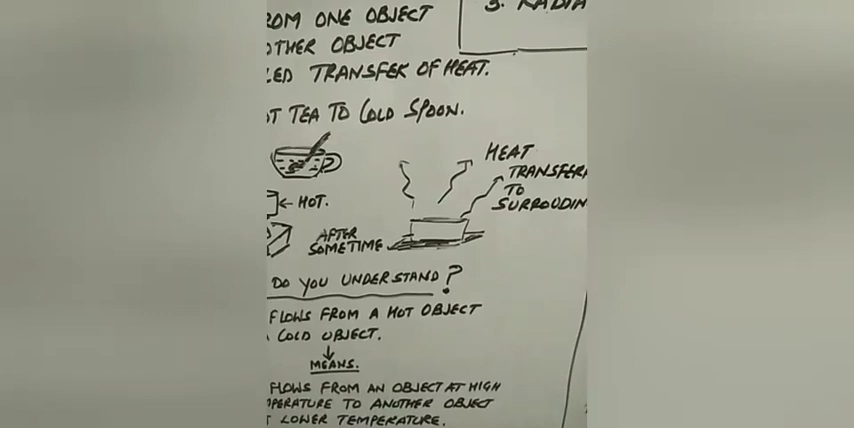 3. RADIA
ROM ONE OBJECT
OTHER OBJECT
LED TRANSFER OF HEAT.
OT TEA TO COLD SPOON.
HEAT
TRANSFER
TO
SURROUDIN
← HOT.
AFTER
SOMETIME
DO YOU UNDERSTAND?
FLOWS FROM A HOT OBJECT
COLD OBJECT.
↓
MEANS.
FLOWS FROM AN OBJECT AT HIGH
PERATURE TO ANOTHER OBJECT
T LOWER TEMPERATURE.